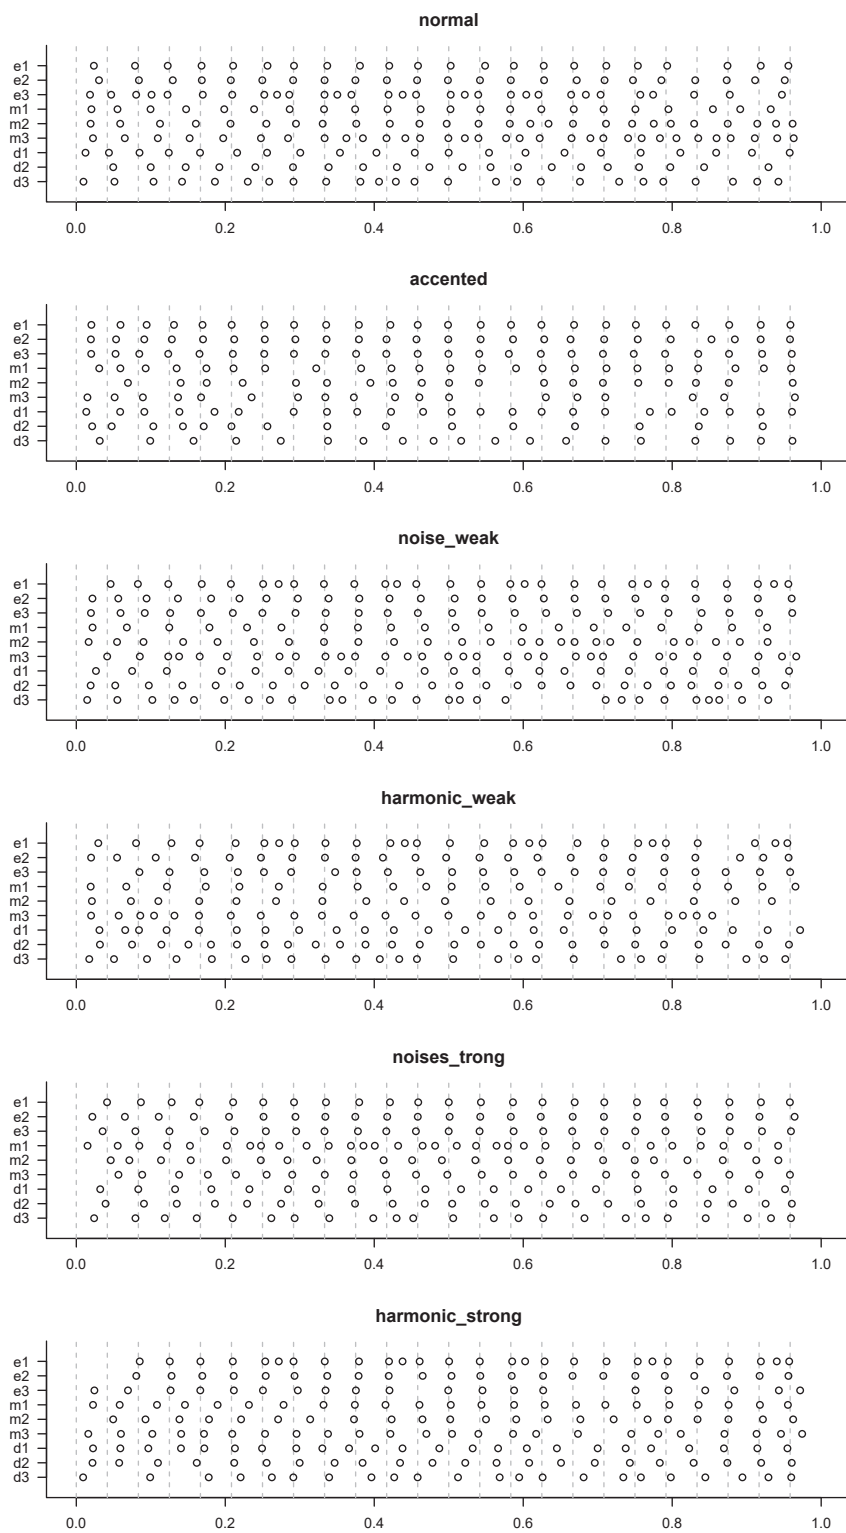 normal
e1
e2
e3
m1
m2
m3
d1
d2
d3
0.0 0.2 0.4 0.6 0.8 1.0
accented
e1
e2
e3
m1
m2
m3
d1
d2
d3
0.0 0.2 0.4 0.6 0.8 1.0
noise_weak
e1
e2
e3
m1
m2
m3
d1
d2
d3
0.0 0.2 0.4 0.6 0.8 1.0
harmonic_weak
e1
e2
e3
m1
m2
m3
d1
d2
d3
0.0 0.2 0.4 0.6 0.8 1.0
noises_trong
e1
e2
e3
m1
m2
m3
d1
d2
d3
0.0 0.2 0.4 0.6 0.8 1.0
harmonic_strong
e1
e2
e3
m1
m2
m3
d1
d2
d3
0.0 0.2 0.4 0.6 0.8 1.0